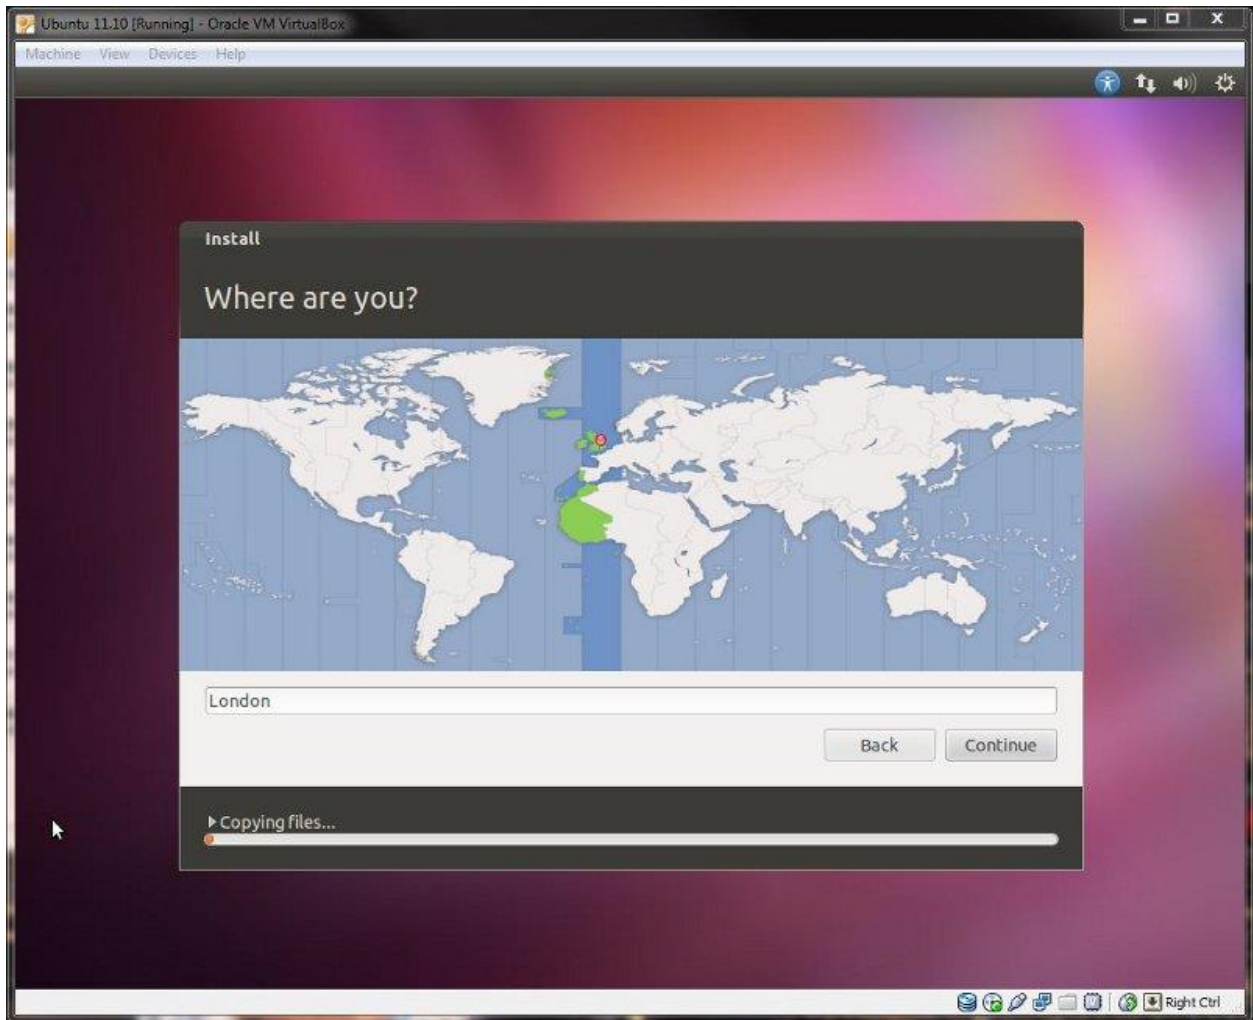 Ubuntu 11.10 [Running] - Oracle VM VirtualBox
Machine View Devices Help
Install
Where are you?
London
Back Continue
Copying files...
Right Ctrl